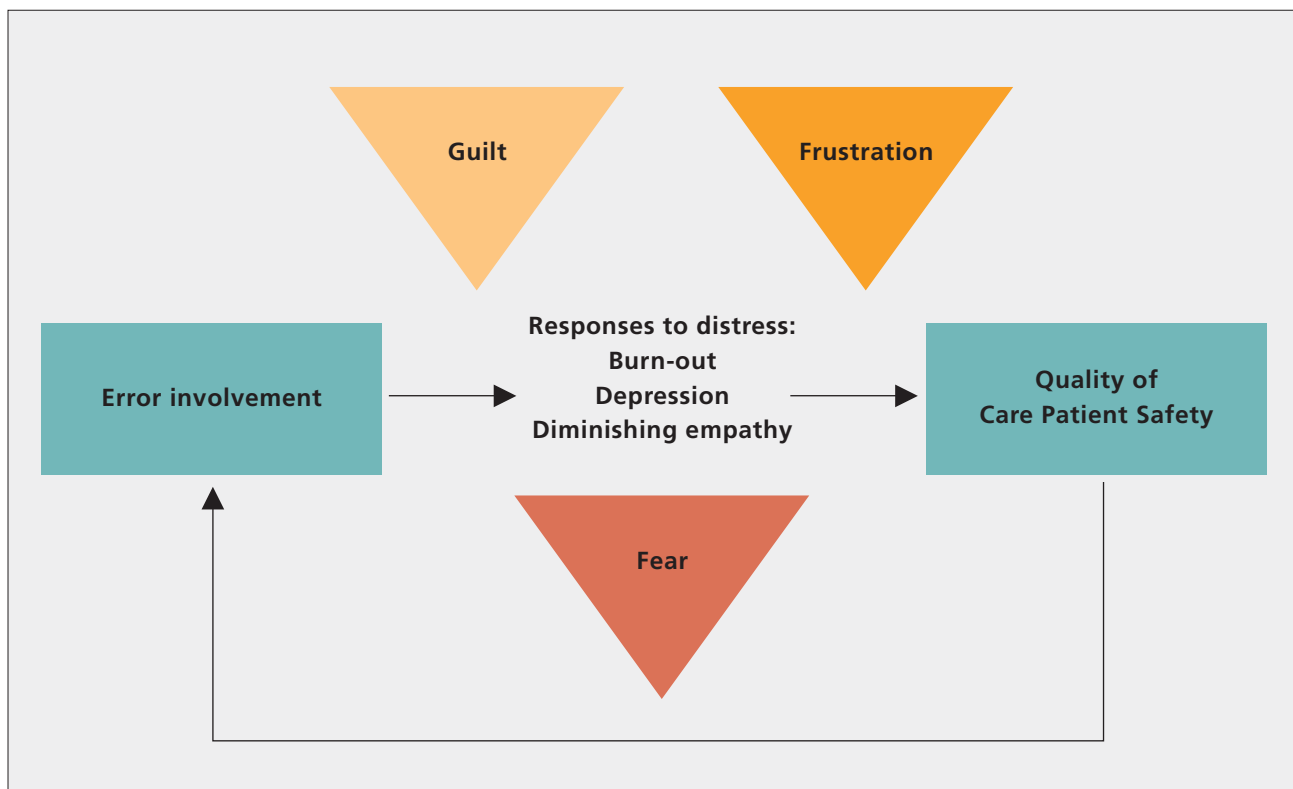 Guilt
Frustration
Error involvement
Responses to distress:
Burn-out
Depression
Diminishing empathy
Quality of
Care Patient Safety
Fear